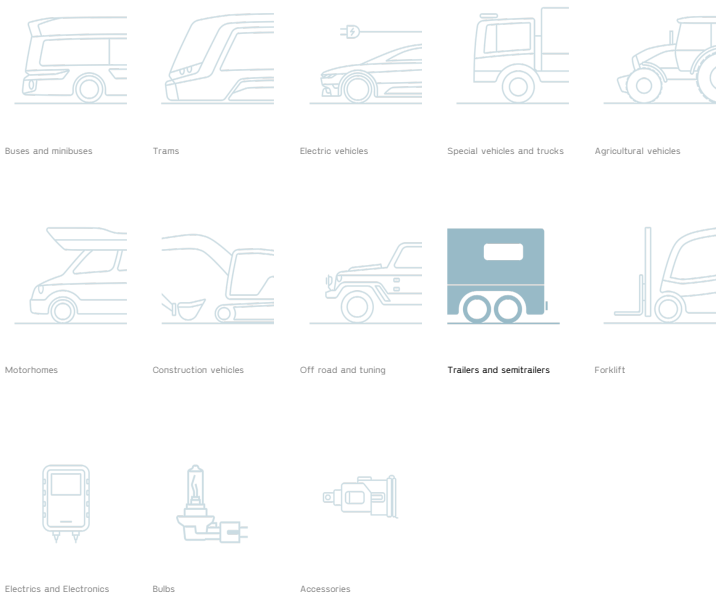 Buses and minibuses
Trams
Electric vehicles
Special vehicles and trucks
Agricultural vehicles
Motorhomes
Construction vehicles
Off road and tuning
Trailers and semitrailers
Forklift
Electrics and Electronics
Bulbs
Accessories